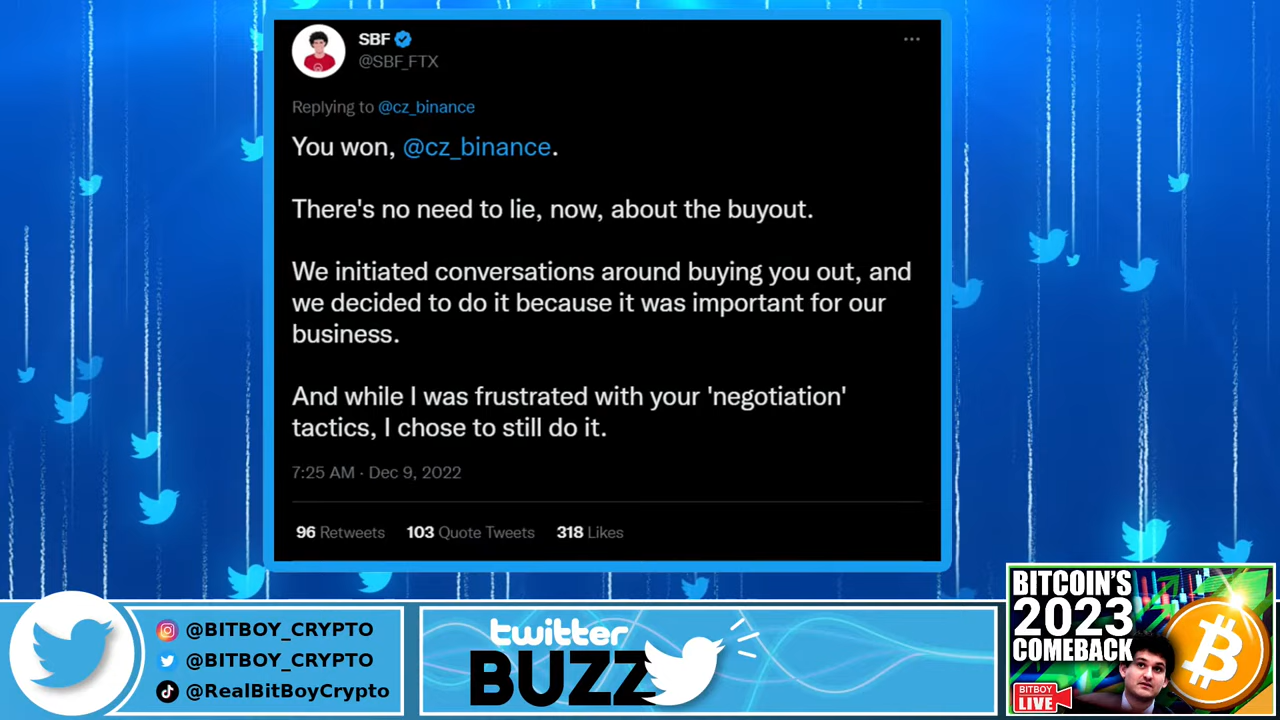 SBF
@SBF_FTX
Replying to @cz_binance
You won, @cz_binance.
There's no need to lie, now, about the buyout.
We initiated conversations around buying you out, and
we decided to do it because it was important for our
business.
And while I was frustrated with your 'negotiation'
tactics, I chose to still do it.
7:25 AM · Dec 9, 2022
96 Retweets 103 Quote Tweets 318 Likes
@BITBOY_CRYPTO
@BITBOY_CRYPTO
@RealBitBoyCrypto
twitter
BUZZ
BITCOIN'S
2023
COMEBACK
BITBOY
LIVE